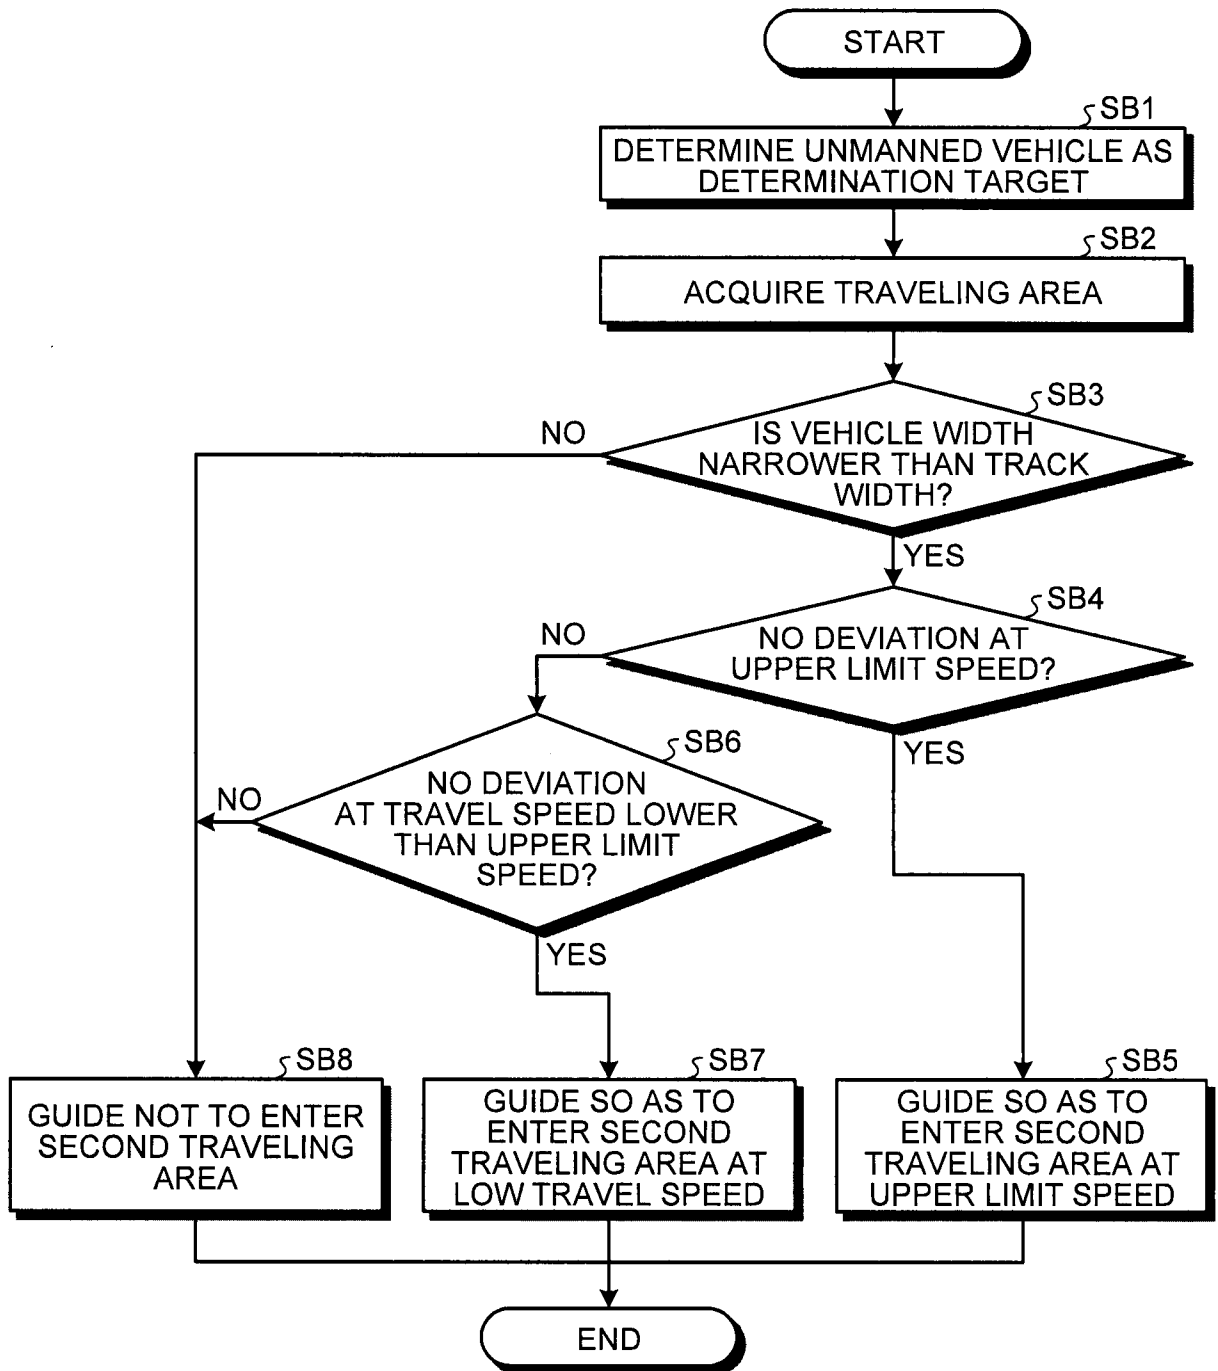 START
SB1
DETERMINE UNMANNED VEHICLE AS
DETERMINATION TARGET
SB2
ACQUIRE TRAVELING AREA
SB3
IS VEHICLE WIDTH
NARROWER THAN TRACK
WIDTH?
NO
YES
SB4
NO DEVIATION AT
UPPER LIMIT SPEED?
NO
YES
SB6
NO DEVIATION
AT TRAVEL SPEED LOWER
THAN UPPER LIMIT
SPEED?
NO
YES
SB8
GUIDE NOT TO ENTER
SECOND TRAVELING
AREA
SB7
GUIDE SO AS TO
ENTER SECOND
TRAVELING AREA AT
LOW TRAVEL SPEED
SB5
GUIDE SO AS TO
ENTER SECOND
TRAVELING AREA AT
UPPER LIMIT SPEED
END